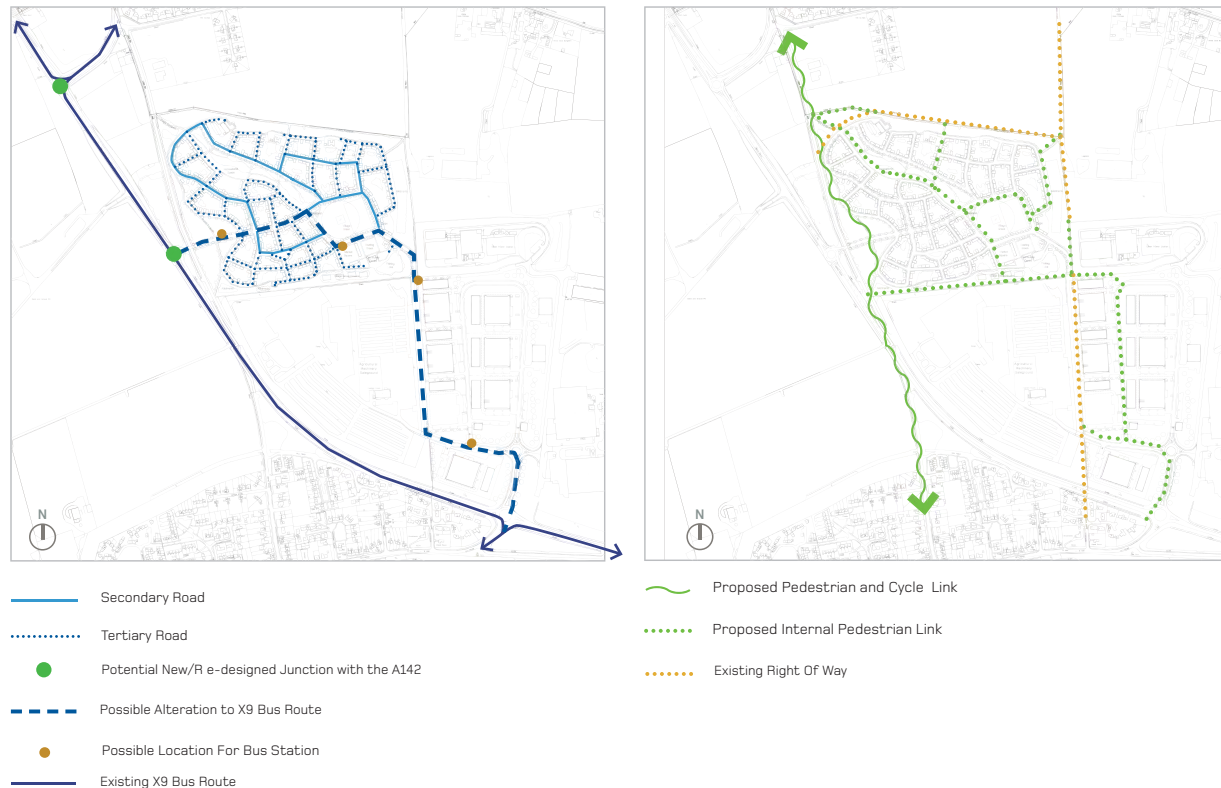 N
N
Secondary Road
Tertiary Road
Potential New/R e-designed Junction with the A142
Possible Alteration to X9 Bus Route
Possible Location For Bus Station
Existing X9 Bus Route
Proposed Pedestrian and Cycle Link
Proposed Internal Pedestrian Link
Existing Right Of Way